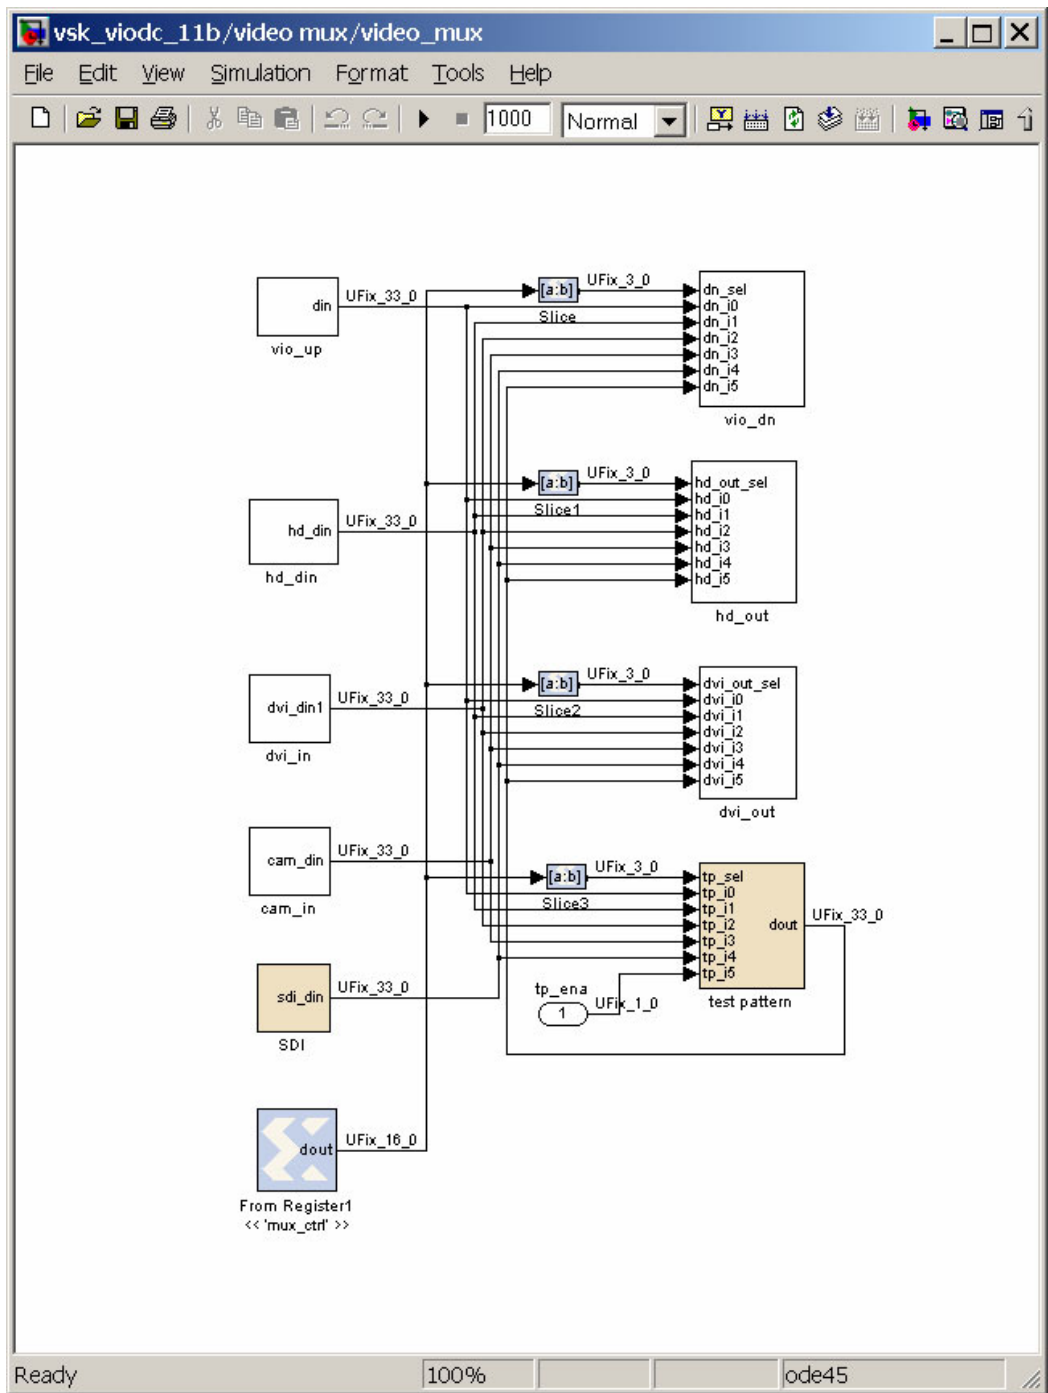 vsk_viodc_11b/video mux/video_mux
File Edit View Simulation Format Tools Help
1000 Normal
din
UFix_33_0
vio_up
[a:b]
UFix_3_0
Slice
dn_sel
dn_i0
dn_i1
dn_i2
dn_i3
dn_i4
dn_i5
vio_dn
hd_din
UFix_33_0
hd_din
[a:b]
UFix_3_0
Slice1
hd_out_sel
hd_i0
hd_i1
hd_i2
hd_i3
hd_i4
hd_i5
hd_out
dvi_din1
UFix_33_0
dvi_in
[a:b]
UFix_3_0
Slice2
dvi_out_sel
dvi_i0
dvi_i1
dvi_i2
dvi_i3
dvi_i4
dvi_i5
dvi_out
cam_din
UFix_33_0
cam_in
[a:b]
UFix_3_0
Slice3
tp_sel
tp_i0
tp_i1
tp_i2
tp_i3
tp_i4
tp_i5
dout
UFix_33_0
test pattern
sdi_din
UFix_33_0
SDI
tp_ena
1
UFix_1_0
dout
UFix_16_0
From Register1
<< 'mux_ctrl' >>
Ready 100% ode45